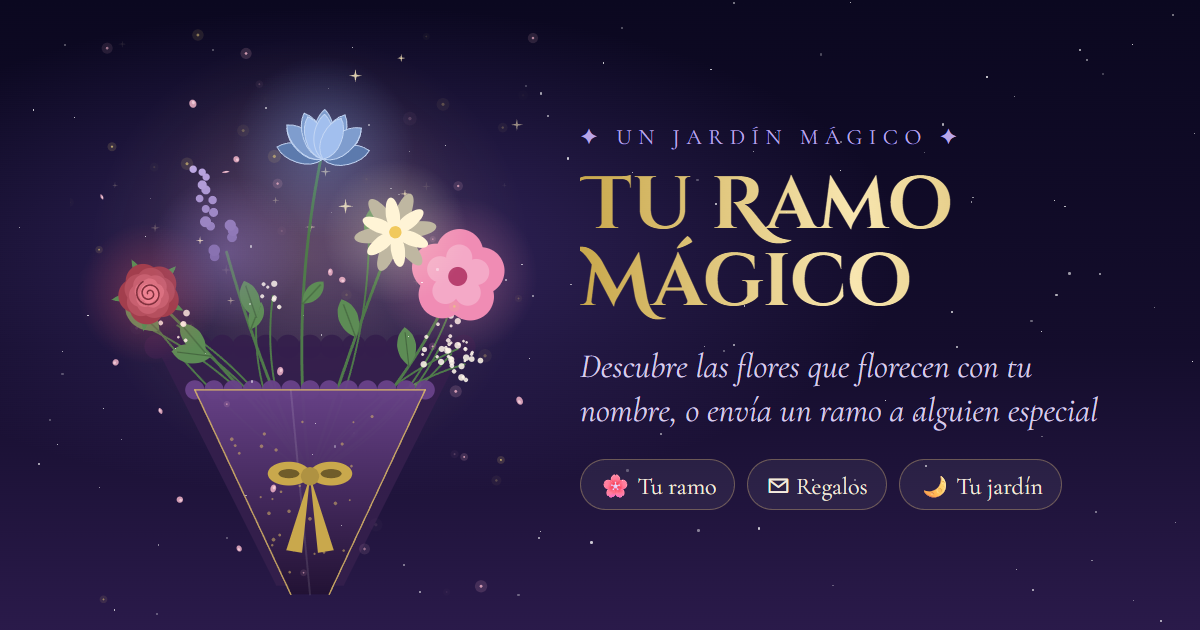 ✦ UN JARDÍN MÁGICO ✦
TU RAMO
MÁGICO
Descubre las flores que florecen con tu
nombre, o envía un ramo a alguien especial
🌸 Tu ramo
✉ Regalos
🌙 Tu jardín